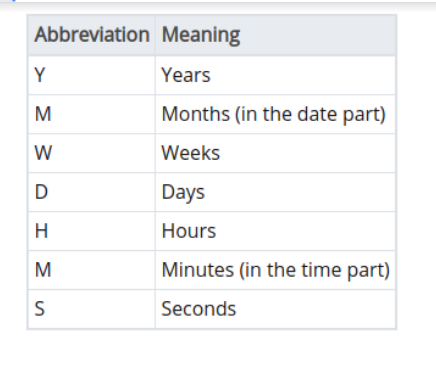 Abbreviation Meaning
Y Years
M Months (in the date part)
W Weeks
D Days
H Hours
M Minutes (in the time part)
S Seconds